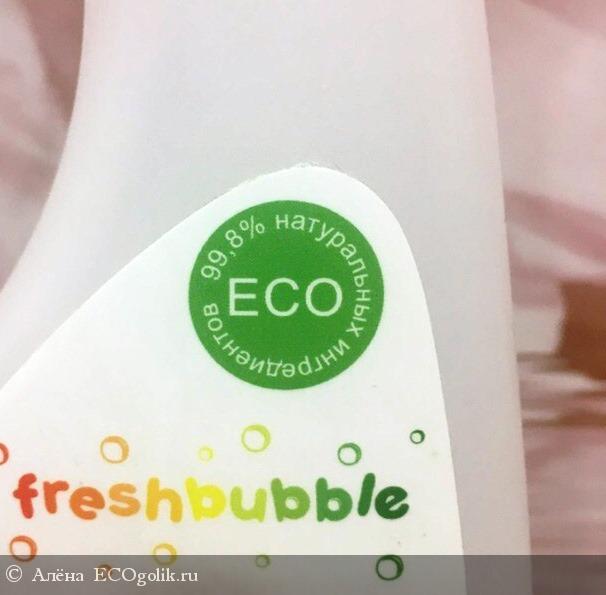 99,8% натуральных ингредиентов
ECO
freshbubble
© Алёна ECOgolik.ru